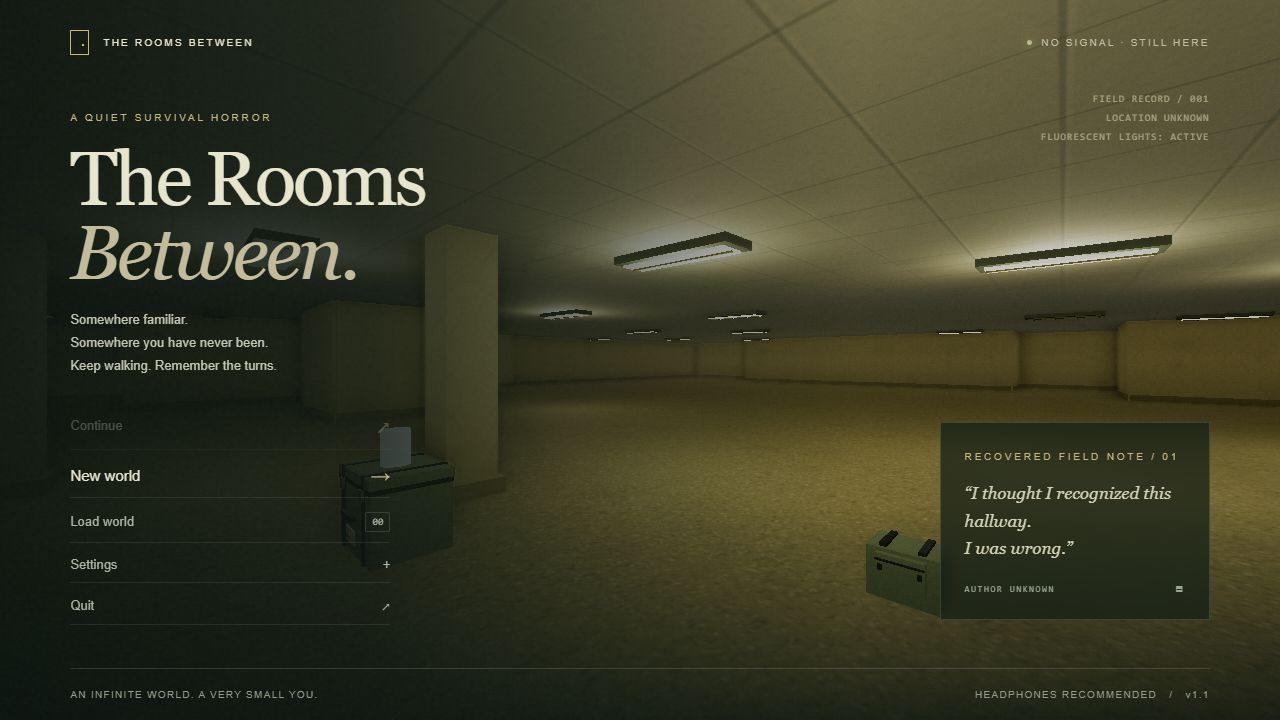 THE ROOMS BETWEEN
NO SIGNAL · STILL HERE
FIELD RECORD / 001
LOCATION UNKNOWN
FLUORESCENT LIGHTS: ACTIVE
A QUIET SURVIVAL HORROR
The Rooms
Between.
Somewhere familiar.
Somewhere you have never been.
Keep walking. Remember the turns.
Continue ↗
New world →
Load world 00
Settings +
Quit ↗
RECOVERED FIELD NOTE / 01
“I thought I recognized this
hallway.
I was wrong.”
AUTHOR UNKNOWN
AN INFINITE WORLD. A VERY SMALL YOU.
HEADPHONES RECOMMENDED / v1.1